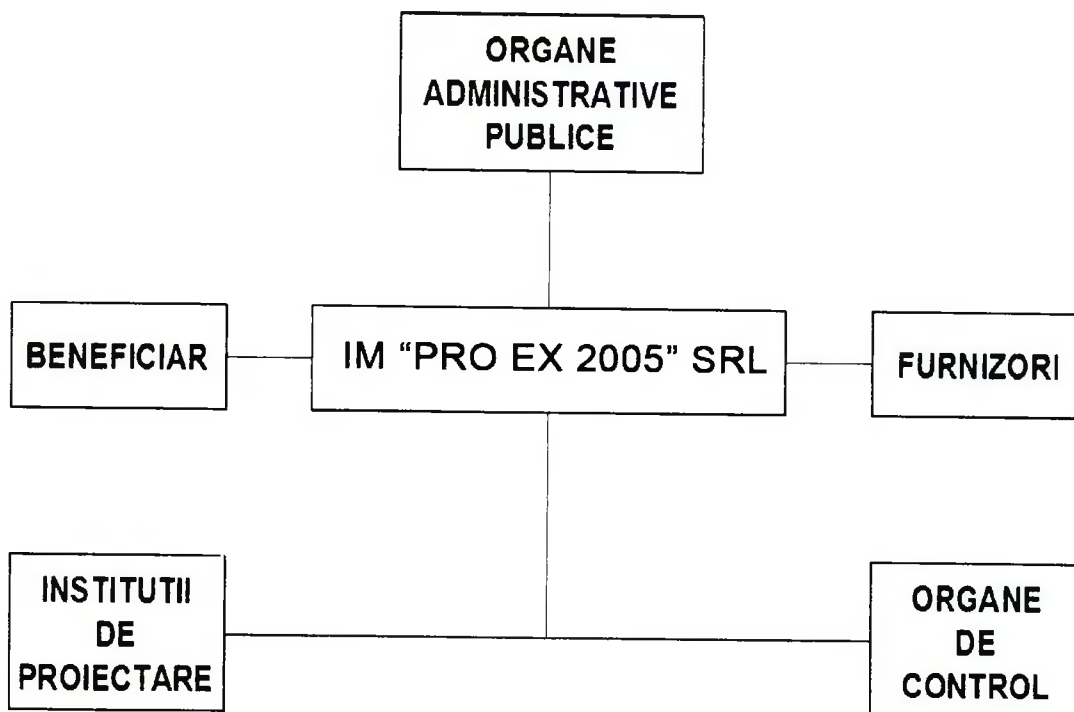 ORGANE
ADMINISTRATIVE
PUBLICE
BENEFICIAR
IM “PRO EX 2005” SRL
FURNIZORI
INSTITUTII
DE
PROIECTARE
ORGANE
DE
CONTROL